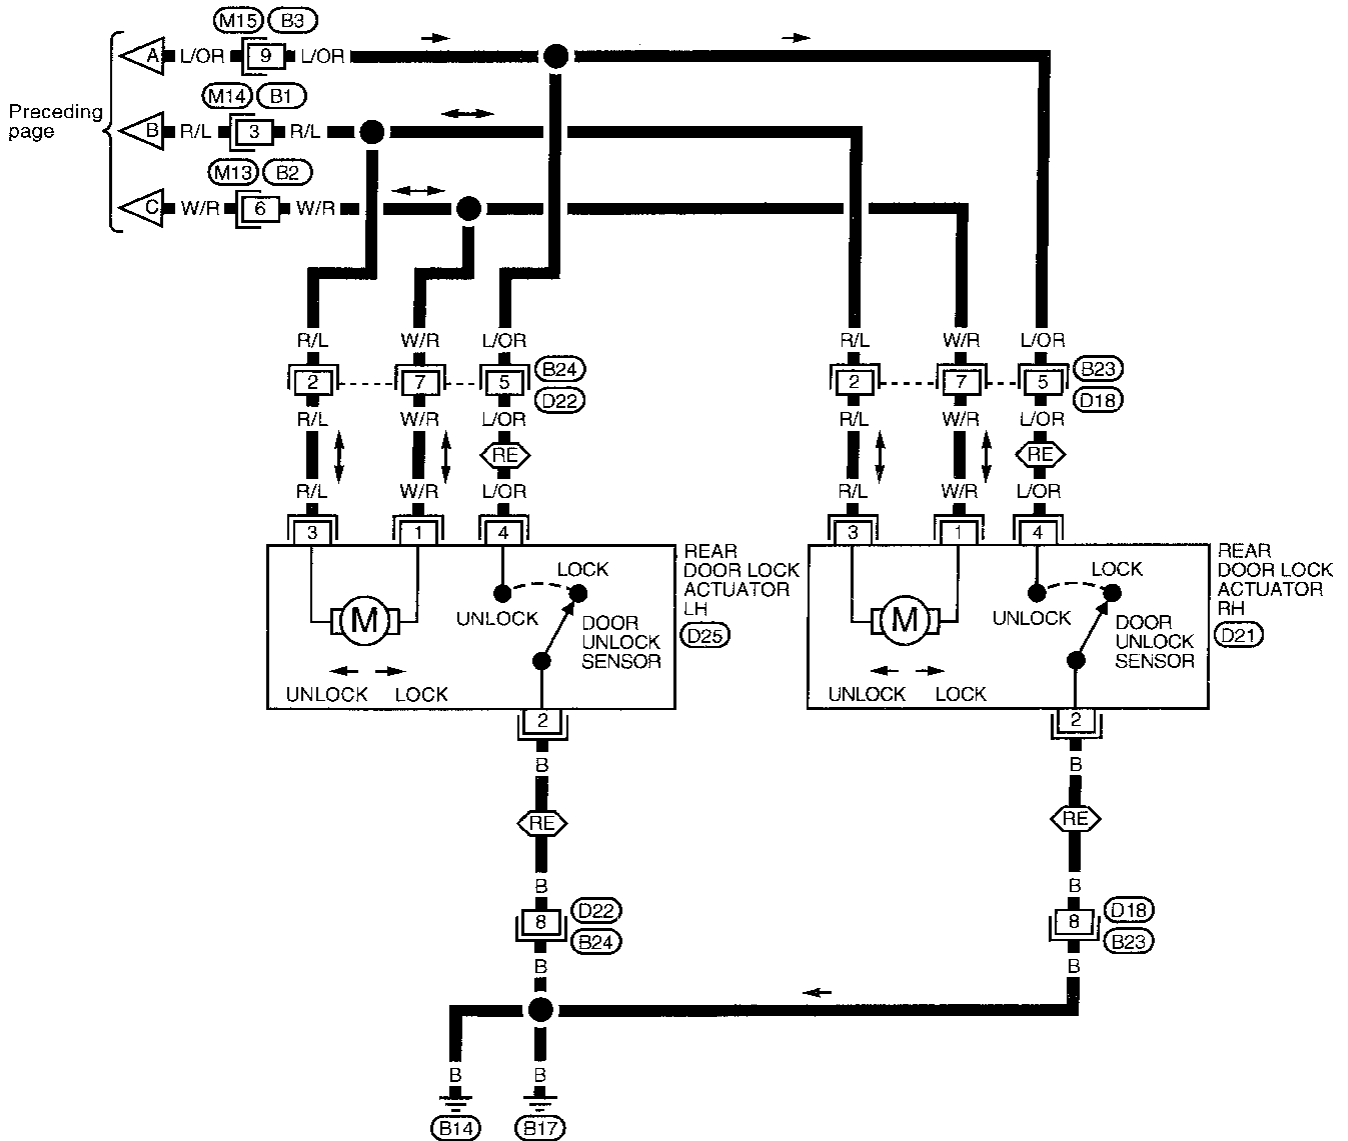 M15 B3
A L/OR 9 L/OR
M14 B1
Preceding
page
B R/L 3 R/L
M13 B2
C W/R 6 W/R
R/L W/R L/OR R/L W/R L/OR
2 7 5 B24 2 7 5 B23
D22 D18
R/L W/R L/OR R/L W/R L/OR
RE RE
R/L W/R L/OR R/L W/R L/OR
3 1 4 3 1 4
REAR
DOOR LOCK
ACTUATOR
LH
D25
LOCK
UNLOCK
DOOR
UNLOCK
SENSOR
M
UNLOCK LOCK
2
REAR
DOOR LOCK
ACTUATOR
RH
D21
LOCK
UNLOCK
DOOR
UNLOCK
SENSOR
M
UNLOCK LOCK
2
B B
RE RE
B B
8 D22 8 D18
B24 B23
B B
B B
B14 B17